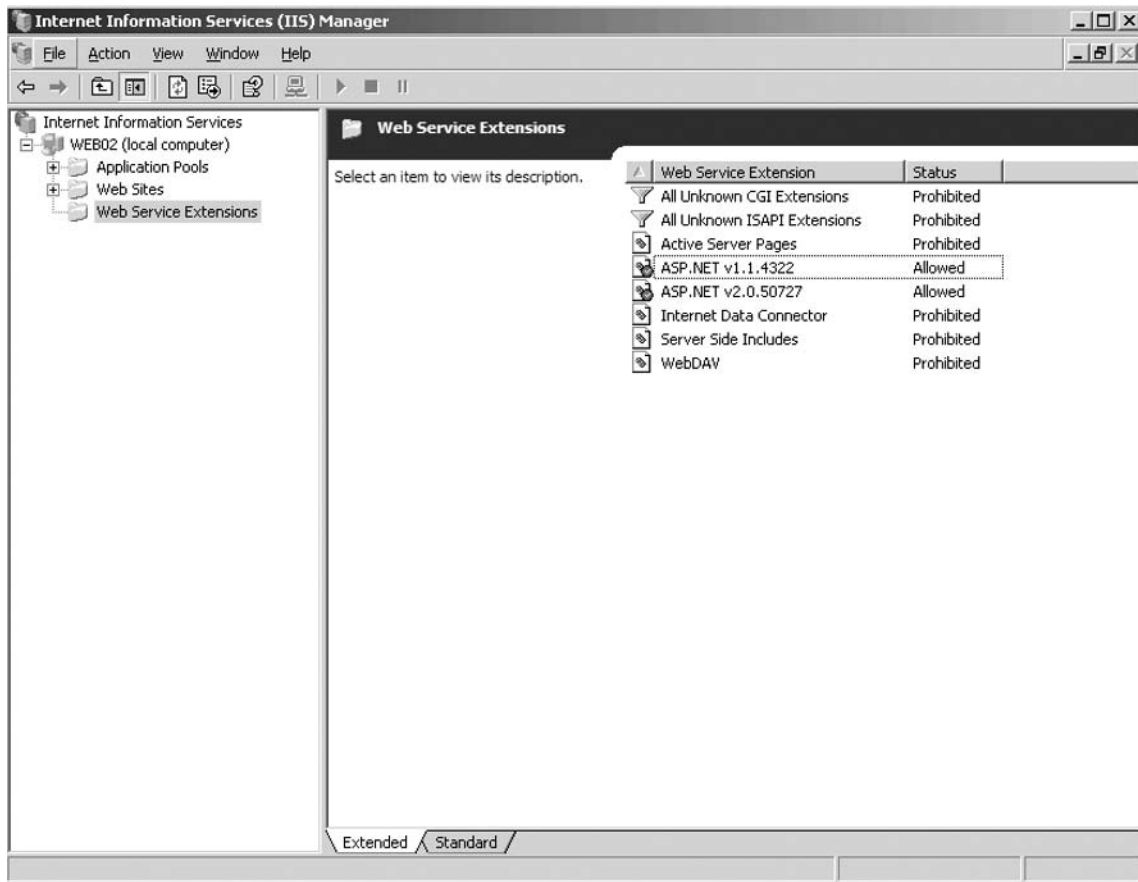 Internet Information Services (IIS) Manager
File Action View Window Help
Internet Information Services
WEB02 (local computer)
Application Pools
Web Sites
Web Service Extensions
Web Service Extensions
Select an item to view its description.
Web Service Extension Status
All Unknown CGI Extensions Prohibited
All Unknown ISAPI Extensions Prohibited
Active Server Pages Prohibited
ASP.NET v1.1.4322 Allowed
ASP.NET v2.0.50727 Allowed
Internet Data Connector Prohibited
Server Side Includes Prohibited
WebDAV Prohibited
Extended Standard